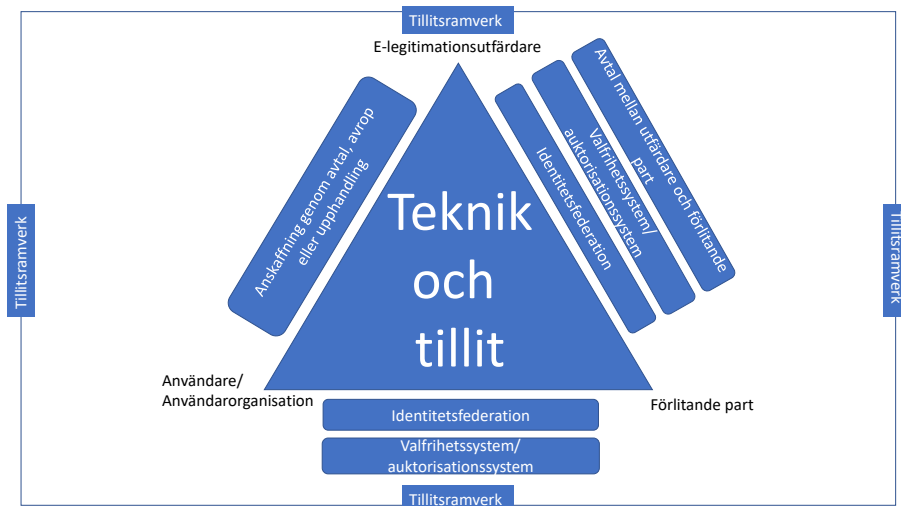 Tillitsramverk
E-legitimationsutfärdare
Anskaffning genom avtal, avrop
eller upphandling
Avtal mellan utfärdare och förlitande
part
Valfrihetssystem/
auktorisationssystem
Identitetsfederation
Teknik
och
tillit
Tillitsramverk
Tillitsramverk
Användare/
Användarorganisation
Förlitande part
Identitetsfederation
Valfrihetssystem/
auktorisationssystem
Tillitsramverk